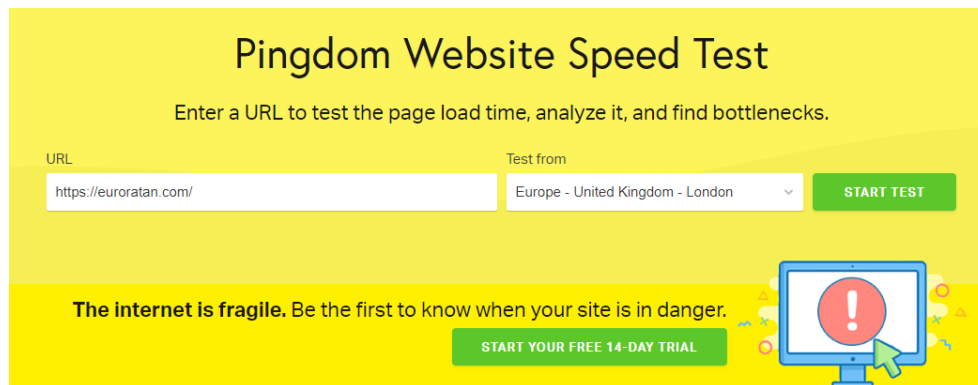 Pingdom Website Speed Test
Enter a URL to test the page load time, analyze it, and find bottlenecks.
URL
Test from
https://euroratan.com/
Europe - United Kingdom - London
START TEST
The internet is fragile. Be the first to know when your site is in danger.
START YOUR FREE 14-DAY TRIAL
!